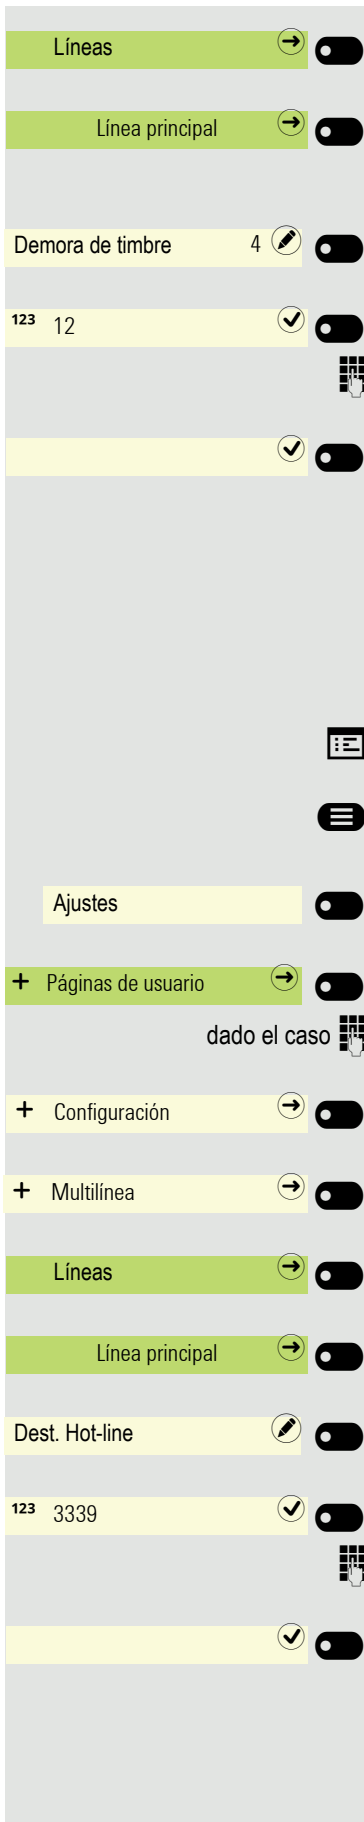 Líneas
Línea principal
Demora de timbre 4
123 12
Ajustes
+ Páginas de usuario
dado el caso
+ Configuración
+ Multilínea
Líneas
Línea principal
Dest. Hot-line
123 3339